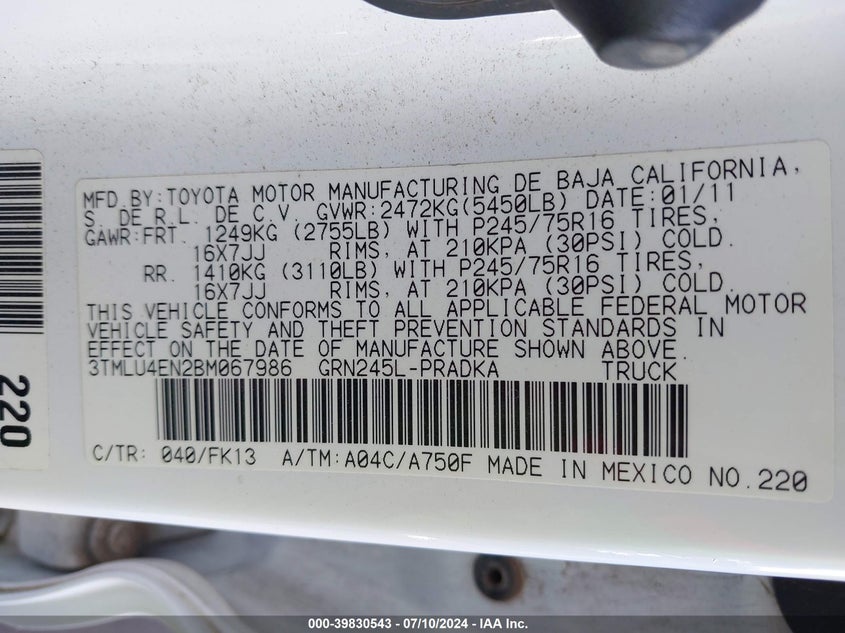 MFD BY:TOYOTA MOTOR MANUFACTURING DE BAJA CALIFORNIA,
S. DE R.L. DE C.V. GVWR:2472KG(5450LB) DATE:01/11
GAWR:FRT. 1249KG (2755LB) WITH P245/75R16 TIRES,
16X7JJ RIMS, AT 210KPA (30PSI) COLD.
RR. 1410KG (3110LB) WITH P245/75R16 TIRES,
16X7JJ RIMS, AT 210KPA (30PSI) COLD.
THIS VEHICLE CONFORMS TO ALL APPLICABLE FEDERAL MOTOR
VEHICLE SAFETY AND THEFT PREVENTION STANDARDS IN
EFFECT ON THE DATE OF MANUFACTURE SHOWN ABOVE.
3TMLU4EN2BM067986 GRN245L-PRADKA TRUCK
C/TR: 040/FK13 A/TM:A04C/A750F MADE IN MEXICO NO.220
220
000-39830543 / 07/10/2024 - IAA Inc.